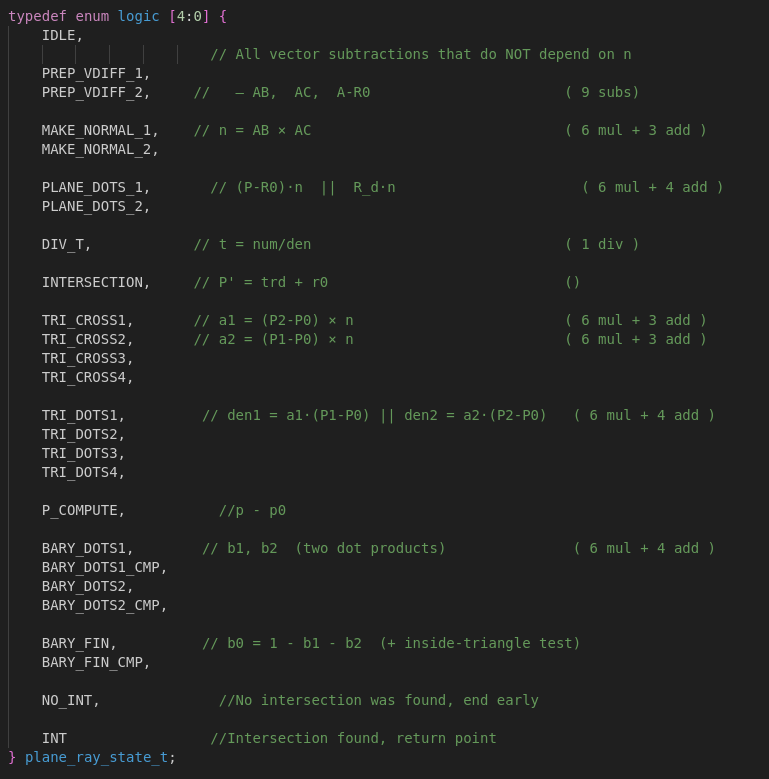 typedef enum logic [4:0] {
    IDLE,
                        // All vector subtractions that do NOT depend on n
    PREP_VDIFF_1,
    PREP_VDIFF_2,     //   – AB,  AC,  A-R0                       ( 9 subs)

    MAKE_NORMAL_1,    // n = AB × AC                              ( 6 mul + 3 add )
    MAKE_NORMAL_2,

    PLANE_DOTS_1,       // (P-R0)·n  ||  R_d·n                      ( 6 mul + 4 add )
    PLANE_DOTS_2,

    DIV_T,            // t = num/den                              ( 1 div )

    INTERSECTION,     // P' = trd + r0                            ()

    TRI_CROSS1,       // a1 = (P2-P0) × n                         ( 6 mul + 3 add )
    TRI_CROSS2,       // a2 = (P1-P0) × n                         ( 6 mul + 3 add )
    TRI_CROSS3,
    TRI_CROSS4,

    TRI_DOTS1,         // den1 = a1·(P1-P0) || den2 = a2·(P2-P0)   ( 6 mul + 4 add )
    TRI_DOTS2,
    TRI_DOTS3,
    TRI_DOTS4,

    P_COMPUTE,           //p - p0

    BARY_DOTS1,        // b1, b2  (two dot products)               ( 6 mul + 4 add )
    BARY_DOTS1_CMP,
    BARY_DOTS2,
    BARY_DOTS2_CMP,

    BARY_FIN,          // b0 = 1 - b1 - b2  (+ inside-triangle test)
    BARY_FIN_CMP,

    NO_INT,              //No intersection was found, end early

    INT                 //Intersection found, return point
} plane_ray_state_t;